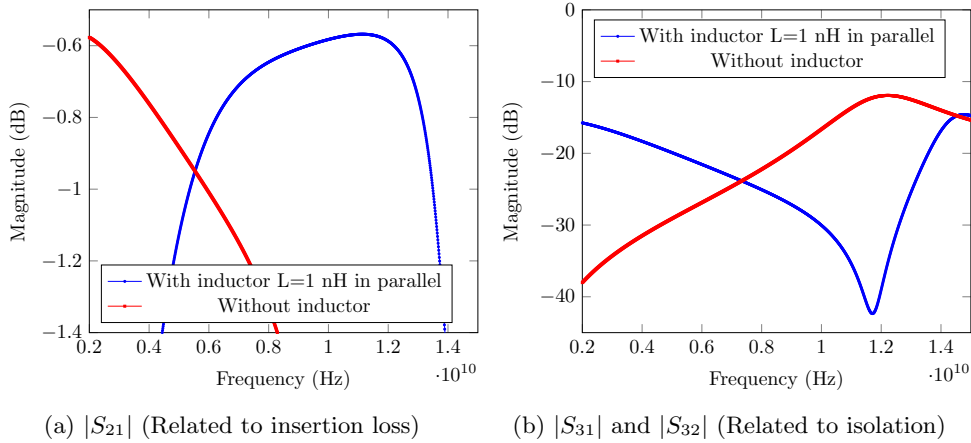 −0.6
−0.8
−1
−1.2
−1.4
Magnitude (dB)
0.2 0.4 0.6 0.8 1 1.2 1.4
·10^10
Frequency (Hz)
With inductor L=1 nH in parallel
Without inductor
(a) |S_21| (Related to insertion loss)
0
−10
−20
−30
−40
Magnitude (dB)
0.2 0.4 0.6 0.8 1 1.2 1.4
·10^10
Frequency (Hz)
With inductor L=1 nH in parallel
Without inductor
(b) |S_31| and |S_32| (Related to isolation)